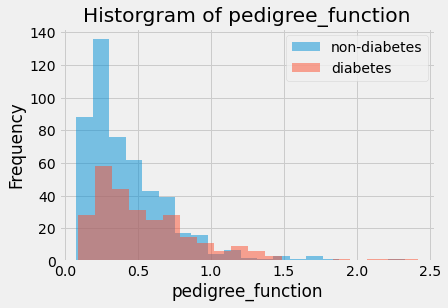 Historgram of pedigree_function
non-diabetes
diabetes
Frequency
140
120
100
80
60
40
20
0
0.0 0.5 1.0 1.5 2.0 2.5
pedigree_function